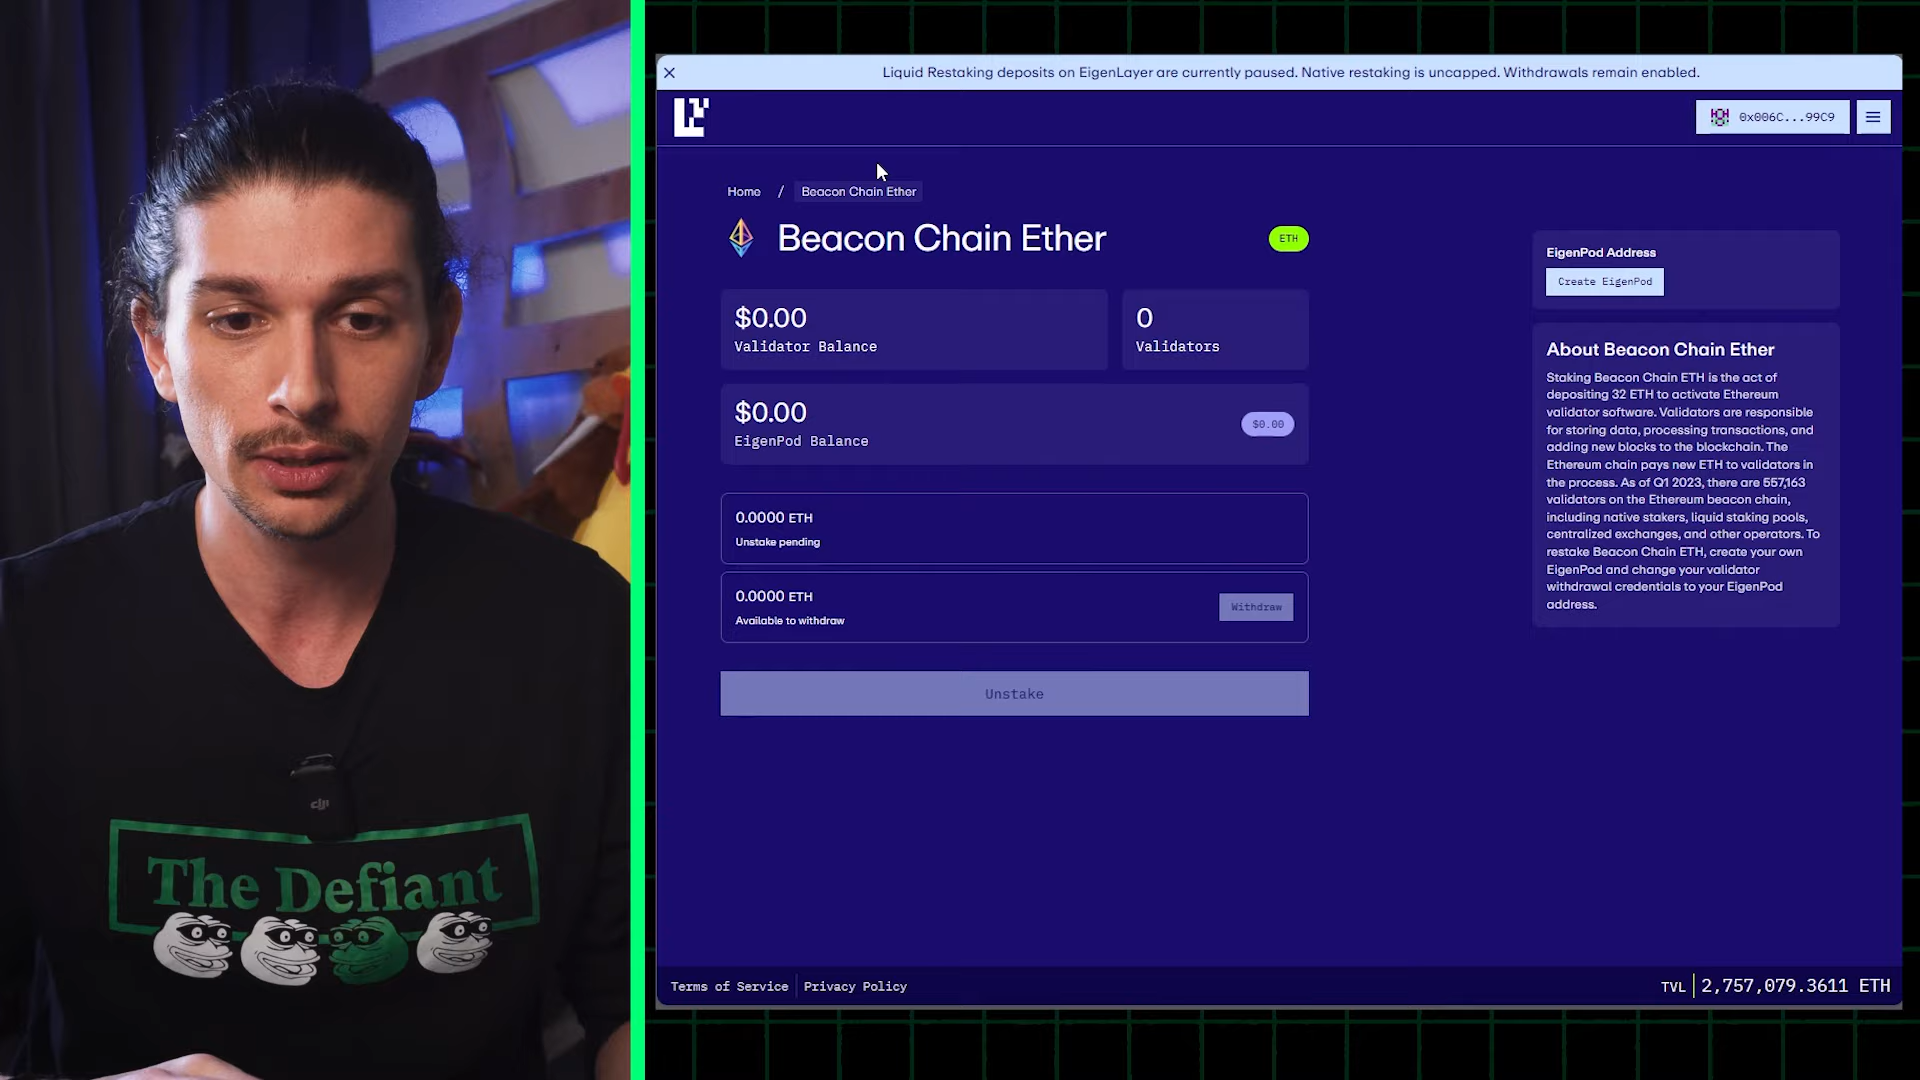 Liquid Restaking deposits on EigenLayer are currently paused. Native restaking is uncapped. Withdrawals remain enabled.
0x006C...99C9
Home / Beacon Chain Ether
Beacon Chain Ether
ETH
$0.00
Validator Balance
0
Validators
$0.00
EigenPod Balance
$0.00
0.0000 ETH
Unstake pending
0.0000 ETH
Available to withdraw
Withdraw
Unstake
EigenPod Address
Create EigenPod
About Beacon Chain Ether
Staking Beacon Chain ETH is the act of
depositing 32 ETH to activate Ethereum
validator software. Validators are responsible
for storing data, processing transactions, and
adding new blocks to the blockchain. The
Ethereum chain pays new ETH to validators in
the process. As of Q1 2023, there are 557,163
validators on the Ethereum beacon chain,
including native stakers, liquid staking pools,
centralized exchanges, and other operators. To
restake Beacon Chain ETH, create your own
EigenPod and change your validator
withdrawal credentials to your EigenPod
address.
dji
The Defiant
Terms of Service
Privacy Policy
TVL 2,757,079.3611 ETH